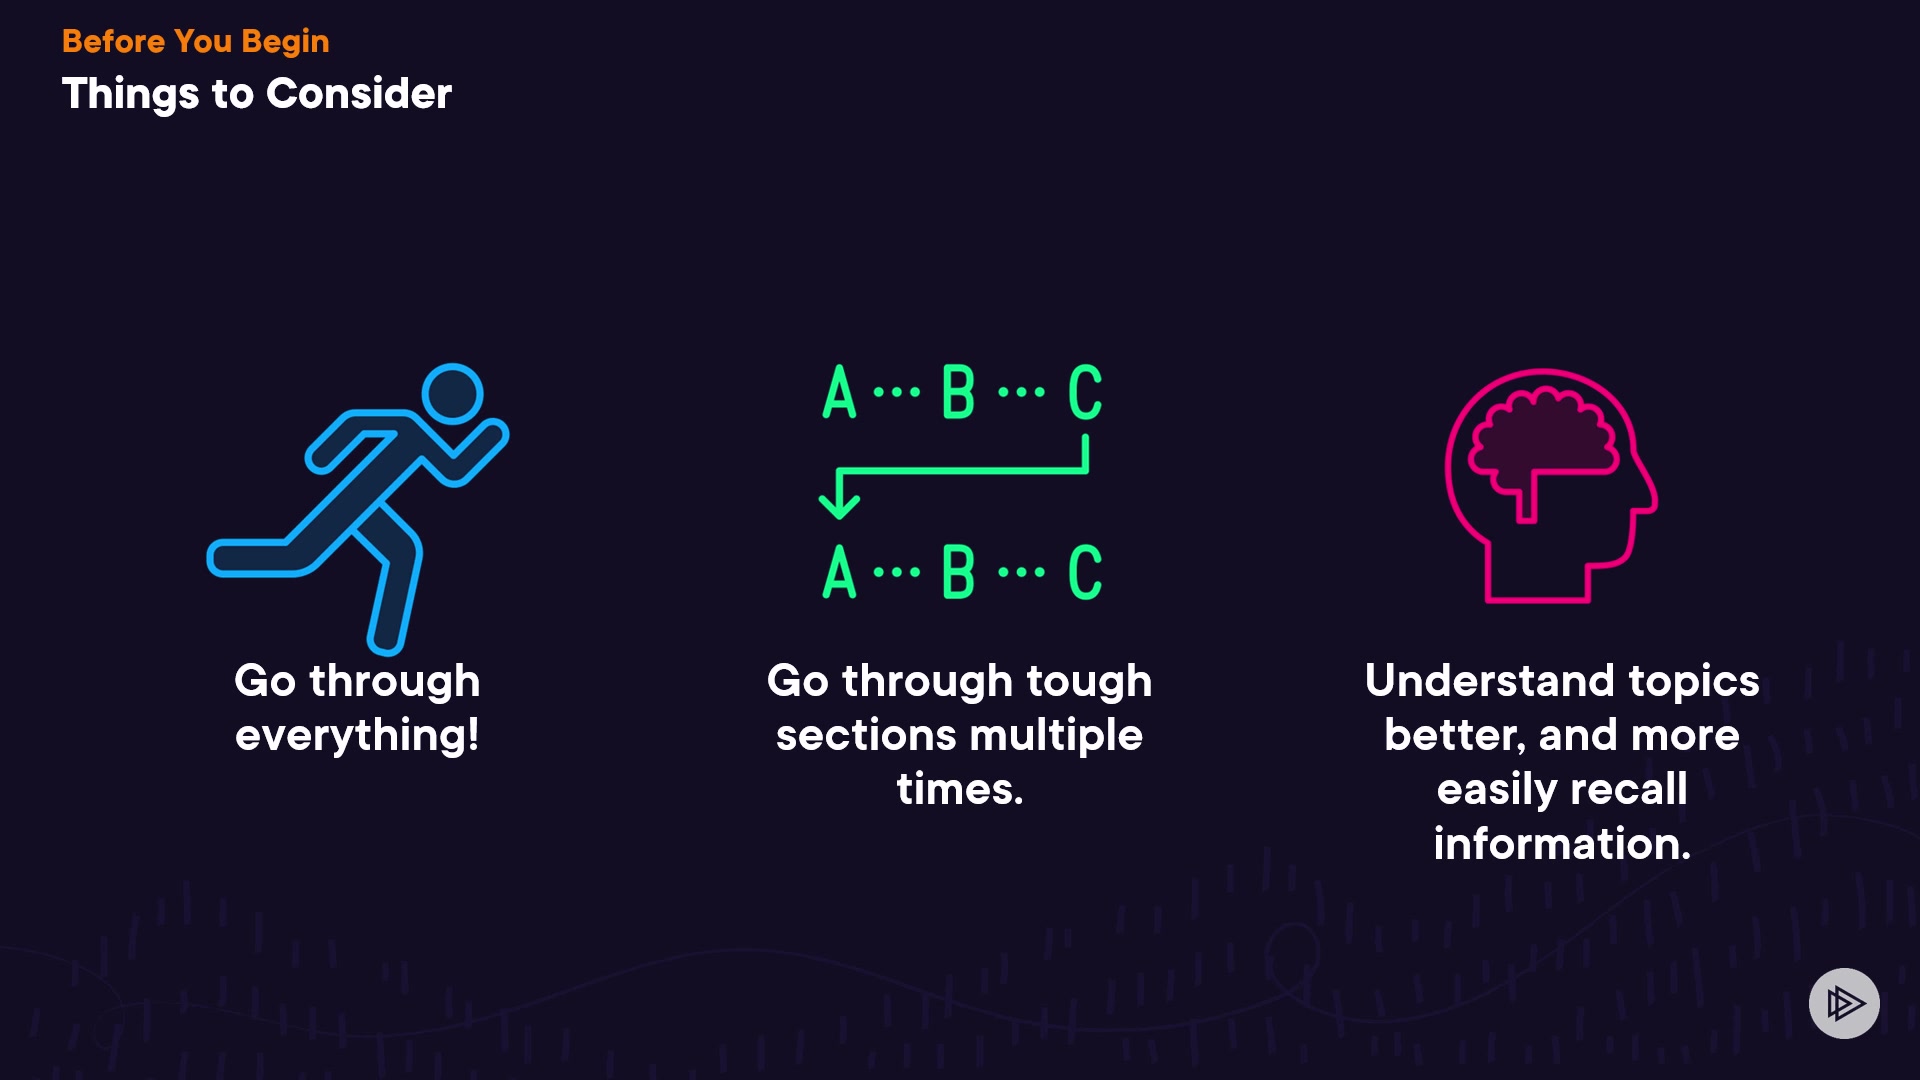 Before You Begin
Things to Consider
A ••• B ••• C
A ••• B ••• C
Go through
everything!
Go through tough
sections multiple
times.
Understand topics
better, and more
easily recall
information.